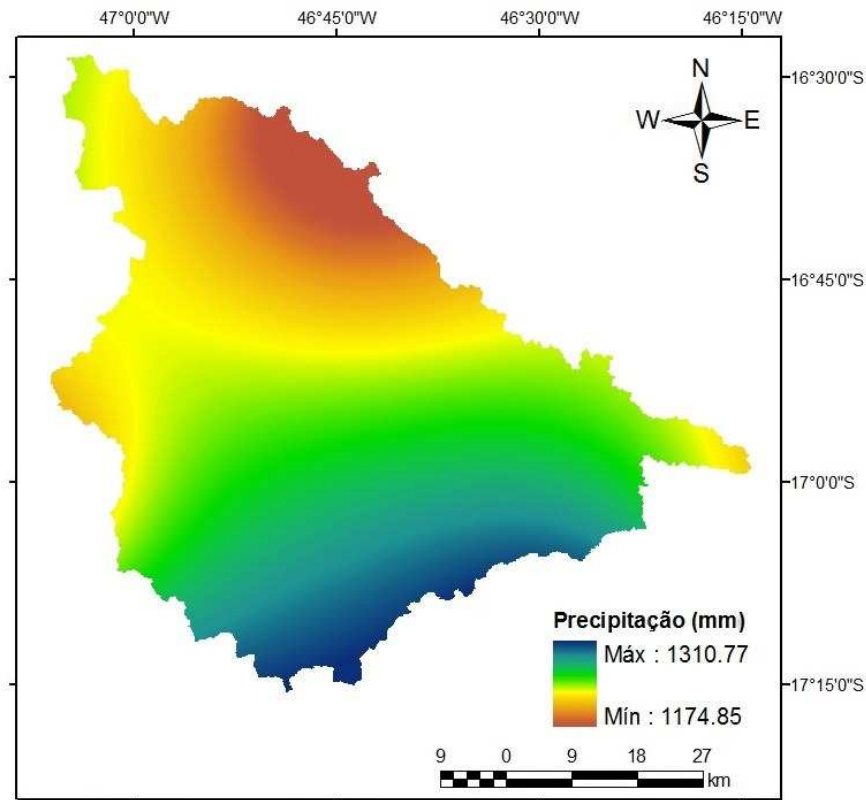 47°0'0"W 46°45'0"W 46°30'0"W 46°15'0"W
16°30'0"S
N
W E
S
16°45'0"S
17°0'0"S
Precipitação (mm)
Máx : 1310.77
17°15'0"S
Mín : 1174.85
9 0 9 18 27
km